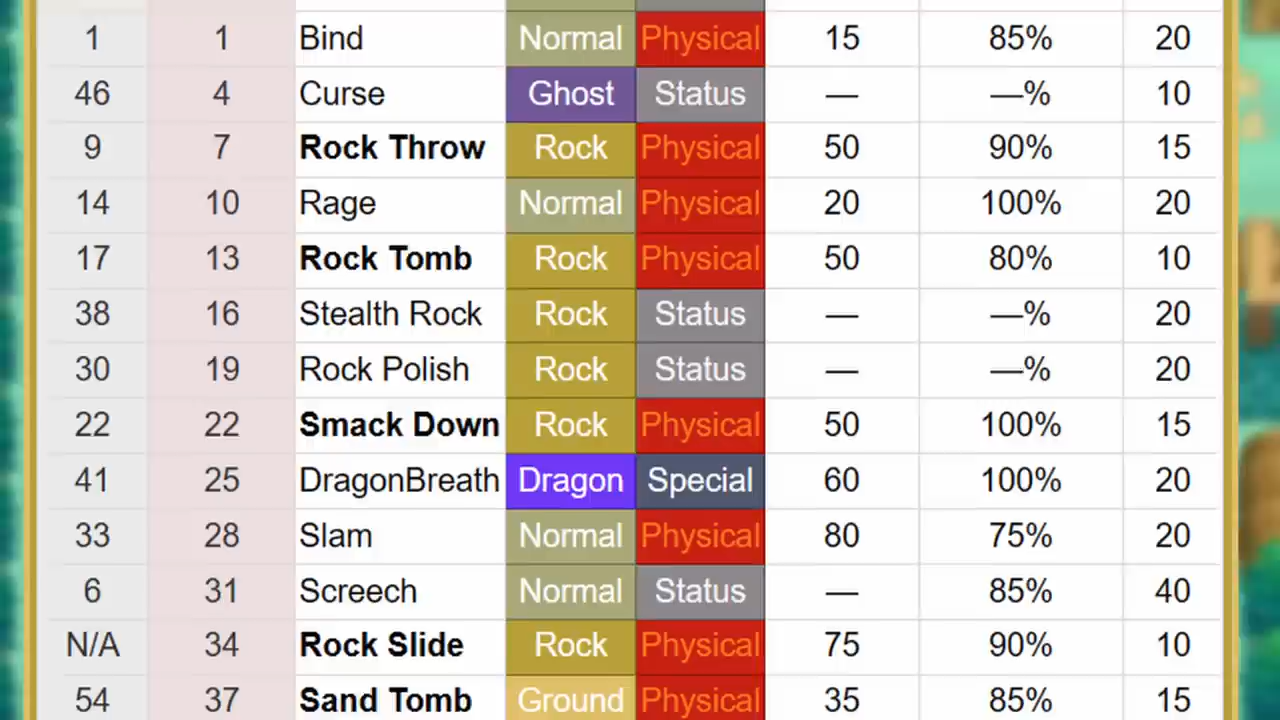 1 1 Bind Normal Physical 15 85% 20
46 4 Curse Ghost Status — —% 10
9 7 Rock Throw Rock Physical 50 90% 15
14 10 Rage Normal Physical 20 100% 20
17 13 Rock Tomb Rock Physical 50 80% 10
38 16 Stealth Rock Rock Status — —% 20
30 19 Rock Polish Rock Status — —% 20
22 22 Smack Down Rock Physical 50 100% 15
41 25 DragonBreath Dragon Special 60 100% 20
33 28 Slam Normal Physical 80 75% 20
6 31 Screech Normal Status — 85% 40
N/A 34 Rock Slide Rock Physical 75 90% 10
54 37 Sand Tomb Ground Physical 35 85% 15